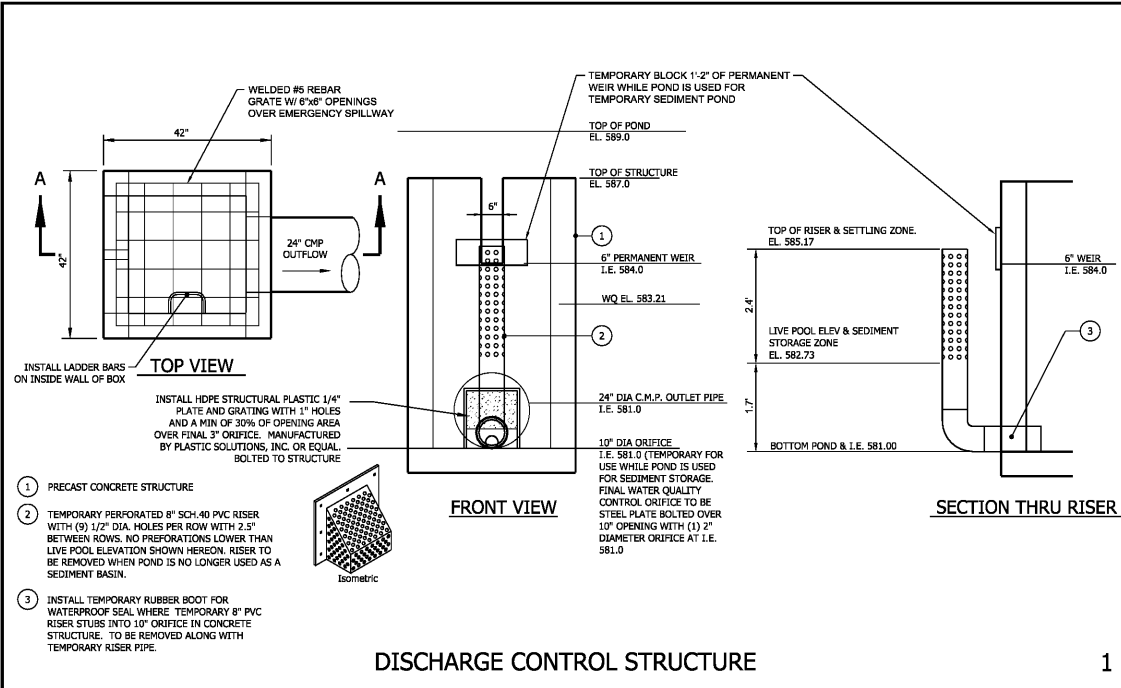 WELDED #5 REBAR
GRATE W/ 6"x6" OPENINGS
OVER EMERGENCY SPILLWAY
42"
A
A
42"
24" CMP
OUTFLOW
INSTALL LADDER BARS
ON INSIDE WALL OF BOX
TOP VIEW
TEMPORARY BLOCK 1'-2" OF PERMANENT
WEIR WHILE POND IS USED FOR
TEMPORARY SEDIMENT POND
TOP OF POND
EL. 589.0
TOP OF STRUCTURE
EL. 587.0
6"
1
6" PERMANENT WEIR
I.E. 584.0
WQ EL. 583.21
2
INSTALL HDPE STRUCTURAL PLASTIC 1/4"
PLATE AND GRATING WITH 1" HOLES
AND A MIN OF 30% OF OPENING AREA
OVER FINAL 3" ORIFICE. MANUFACTURED
BY PLASTIC SOLUTIONS, INC. OR EQUAL.
BOLTED TO STRUCTURE
24" DIA C.M.P. OUTLET PIPE
I.E. 581.0
10" DIA ORIFICE
I.E. 581.0 (TEMPORARY FOR
USE WHILE POND IS USED
FOR SEDIMENT STORAGE.
FINAL WATER QUALITY
CONTROL ORIFICE TO BE
STEEL PLATE BOLTED OVER
10" OPENING WITH (1) 2"
DIAMETER ORIFICE AT I.E.
581.0
FRONT VIEW
TOP OF RISER & SETTLING ZONE.
EL. 585.17
6" WEIR
I.E. 584.0
2.4'
LIVE POOL ELEV & SEDIMENT
STORAGE ZONE
EL. 582.73
3
1.7'
BOTTOM POND & I.E. 581.00
SECTION THRU RISER
1 PRECAST CONCRETE STRUCTURE
2 TEMPORARY PERFORATED 8" SCH.40 PVC RISER
WITH (9) 1/2" DIA. HOLES PER ROW WITH 2.5"
BETWEEN ROWS. NO PREFORATIONS LOWER THAN
LIVE POOL ELEVATION SHOWN HEREON. RISER TO
BE REMOVED WHEN POND IS NO LONGER USED AS A
SEDIMENT BASIN.
Isometric
3 INSTALL TEMPORARY RUBBER BOOT FOR
WATERPROOF SEAL WHERE TEMPORARY 8" PVC
RISER STUBS INTO 10" ORIFICE IN CONCRETE
STRUCTURE. TO BE REMOVED ALONG WITH
TEMPORARY RISER PIPE.
DISCHARGE CONTROL STRUCTURE
1